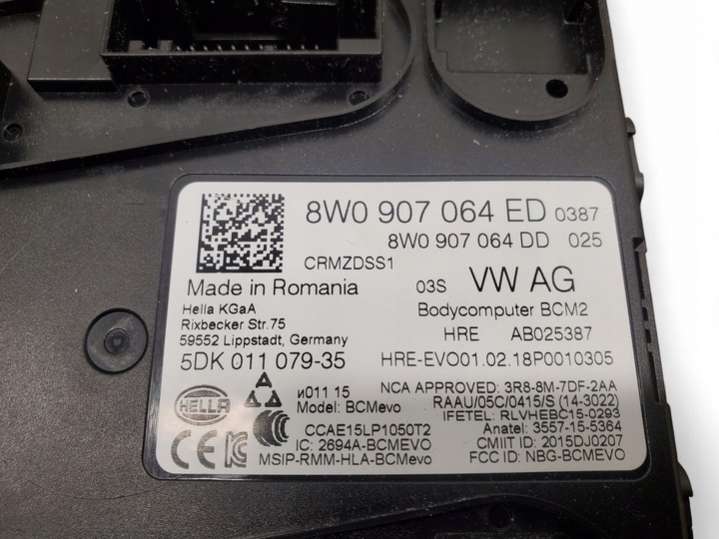 8W0 907 064 ED 0387
8W0 907 064 DD 025
CRMZDSS1
Made in Romania 03S VW AG
Hella KGaA
Rixbecker Str.75
59552 Lippstadt, Germany
Bodycomputer BCM2
HRE AB025387
5DK 011 079-35 HRE-EVO01.02.18P0010305
HELLA
и011 15
Model: BCMevo
NCA APPROVED: 3R8-8M-7DF-2AA
RAAU/05C/0415/S (14-3022)
IFETEL: RLVHEBC15-0293
CCAE15LP1050T2 Anatel: 3557-15-5364
IC: 2694A-BCMEVO CMIIT ID: 2015DJ0207
CE MSIP-RMM-HLA-BCMevo FCC ID: NBG-BCMEVO